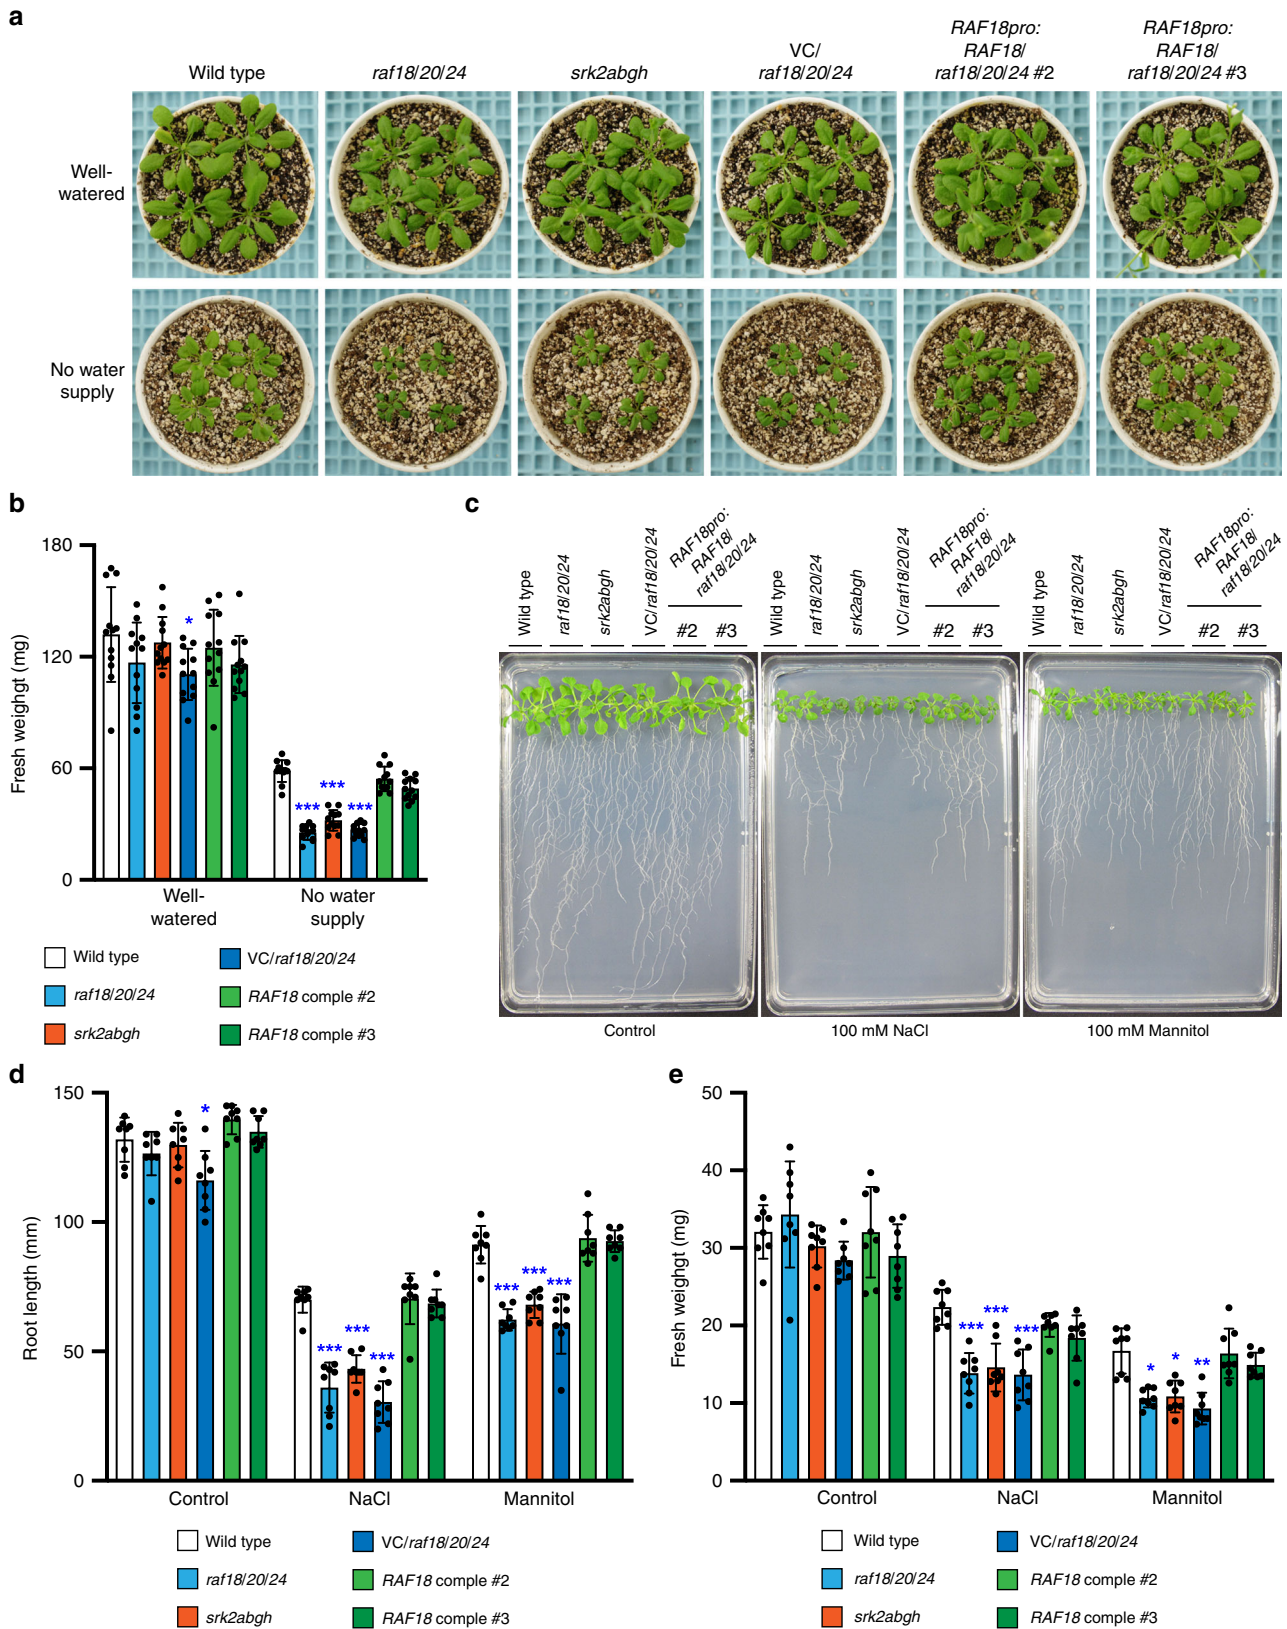 a
Wild type
raf18/20/24
srk2abgh
VC/
raf18/20/24
RAF18pro:
RAF18/
raf18/20/24 #2
RAF18pro:
RAF18/
raf18/20/24 #3
Well-
watered
No water
supply
b
Fresh weighgt (mg)
180
120
60
0
*
***
***
***
Well-
watered
No water
supply
Wild type
raf18/20/24
srk2abgh
VC/raf18/20/24
RAF18 comple #2
RAF18 comple #3
c
Wild type
raf18/20/24
srk2abgh
VC/raf18/20/24
RAF18pro:
RAF18/
raf18/20/24
#2
#3
Wild type
raf18/20/24
srk2abgh
VC/raf18/20/24
RAF18pro:
RAF18/
raf18/20/24
#2
#3
Wild type
raf18/20/24
srk2abgh
VC/raf18/20/24
RAF18pro:
RAF18/
raf18/20/24
#2
#3
Control
100 mM NaCl
100 mM Mannitol
d
Root length (mm)
150
100
50
0
*
***
***
***
***
***
***
Control
NaCl
Mannitol
Wild type
raf18/20/24
srk2abgh
VC/raf18/20/24
RAF18 comple #2
RAF18 comple #3
e
Fresh weighgt (mg)
50
40
30
20
10
0
***
***
***
*
*
**
Control
NaCl
Mannitol
Wild type
raf18/20/24
srk2abgh
VC/raf18/20/24
RAF18 comple #2
RAF18 comple #3